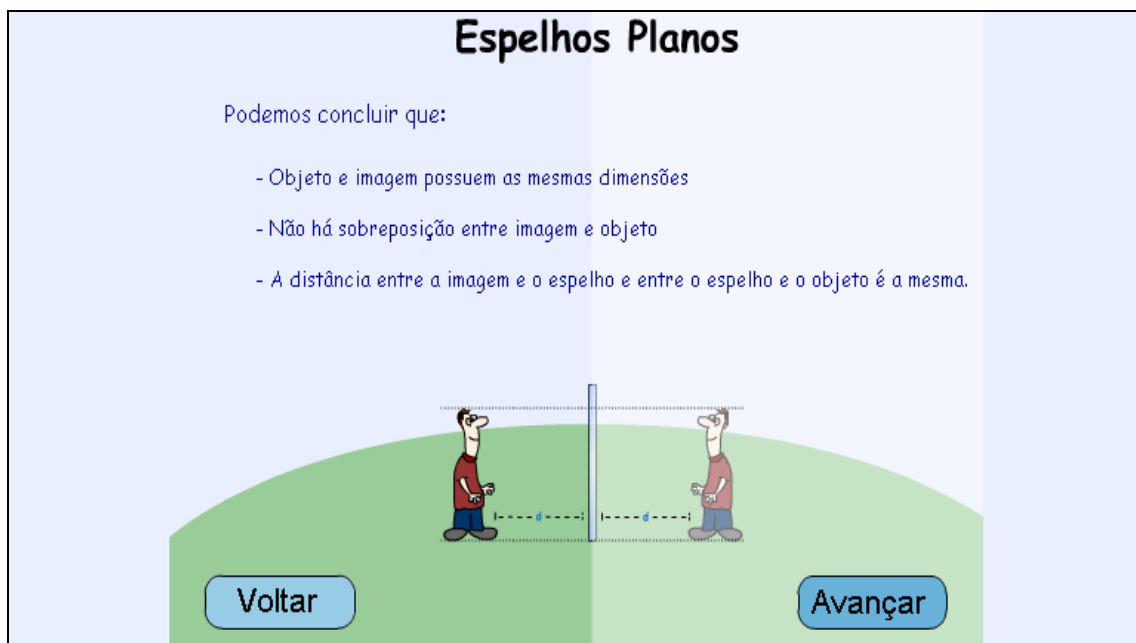 Espelhos Planos
Podemos concluir que:
- Objeto e imagem possuem as mesmas dimensões
- Não há sobreposição entre imagem e objeto
- A distância entre a imagem e o espelho e entre o espelho e o objeto é a mesma.
d d
Voltar Avançar